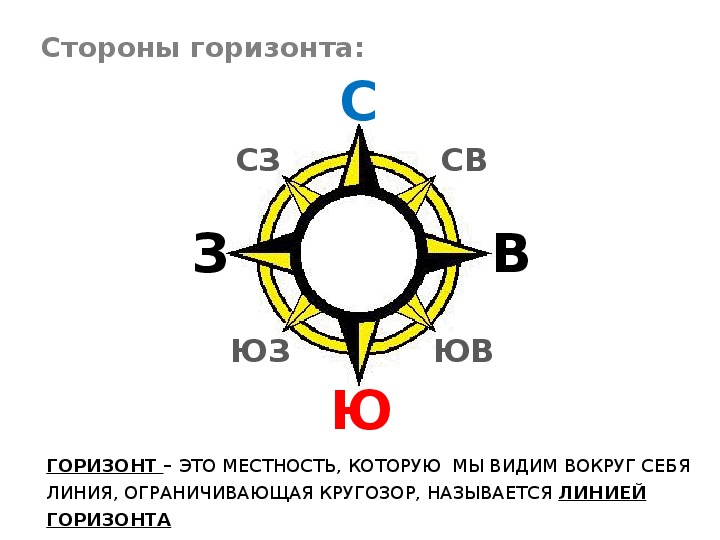 Стороны горизонта:
С
СЗ СВ
З В
ЮЗ ЮВ
Ю
ГОРИЗОНТ – ЭТО МЕСТНОСТЬ, КОТОРУЮ МЫ ВИДИМ ВОКРУГ СЕБЯ
ЛИНИЯ, ОГРАНИЧИВАЮЩАЯ КРУГОЗОР, НАЗЫВАЕТСЯ ЛИНИЕЙ
ГОРИЗОНТА